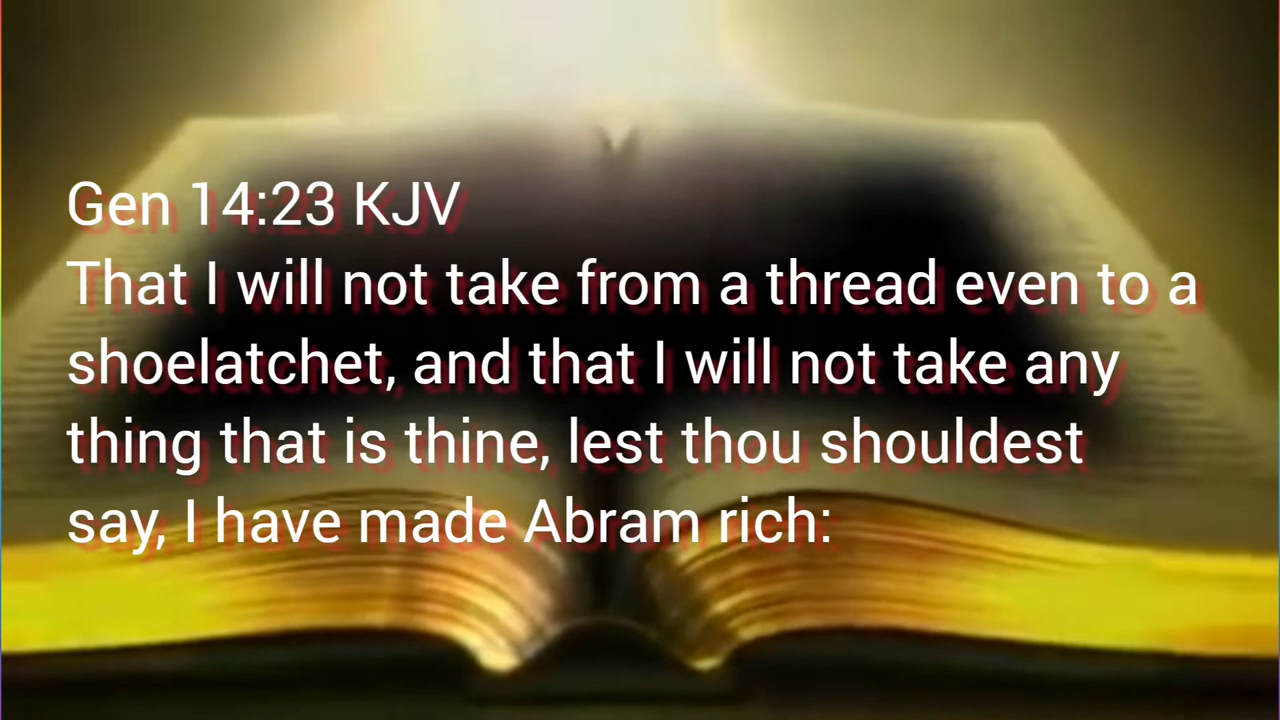 Gen 14:23 KJV
That I will not take from a thread even to a
shoelatchet, and that I will not take any
thing that is thine, lest thou shouldest
say, I have made Abram rich: